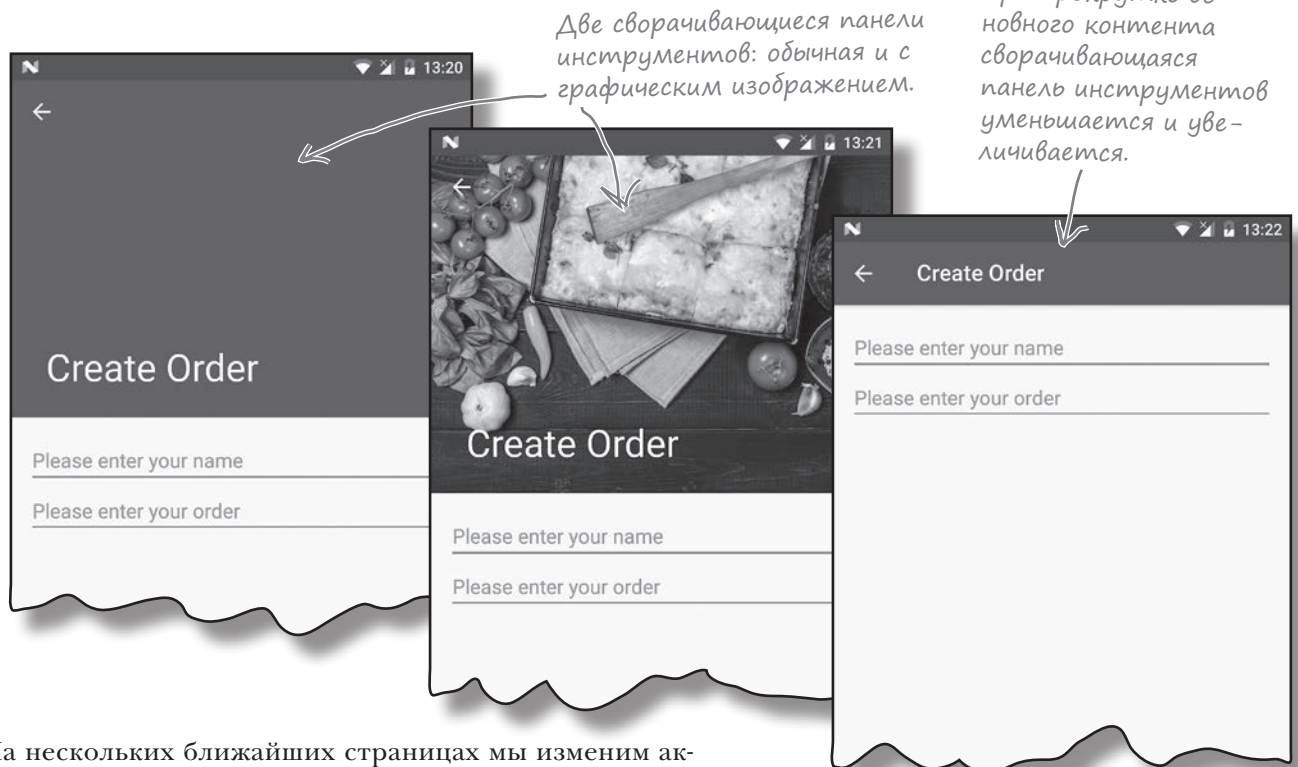 Две сворачивающиеся панели
инструментов: обычная и с
графическим изображением.
новного контента
сворачивающаяся
панель инструментов
уменьшается и уве-
личивается.
13:20
Create Order
Please enter your name
Please enter your order
13:21
Create Order
Please enter your name
Please enter your order
13:22
Create Order
Please enter your name
Please enter your order
нескольких ближайших страницах мы изменим ак-